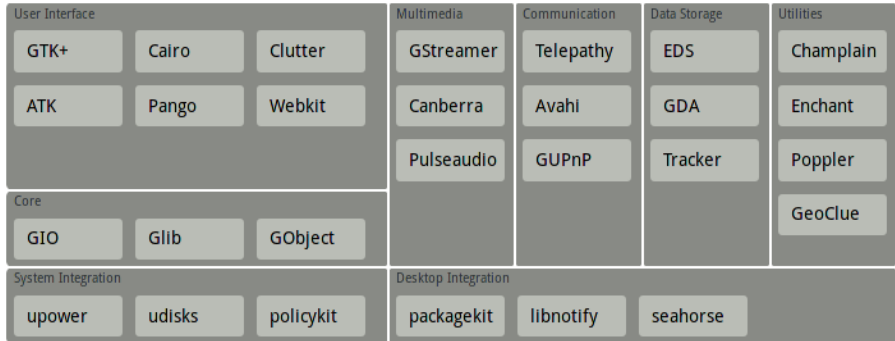 User Interface
GTK+ Cairo Clutter
ATK Pango Webkit
Core
GIO Glib GObject
System Integration
upower udisks policykit
Multimedia
GStreamer
Canberra
Pulseaudio
Communication
Telepathy
Avahi
GUPnP
Data Storage
EDS
GDA
Tracker
Utilities
Champlain
Enchant
Poppler
GeoClue
Desktop Integration
packagekit libnotify seahorse